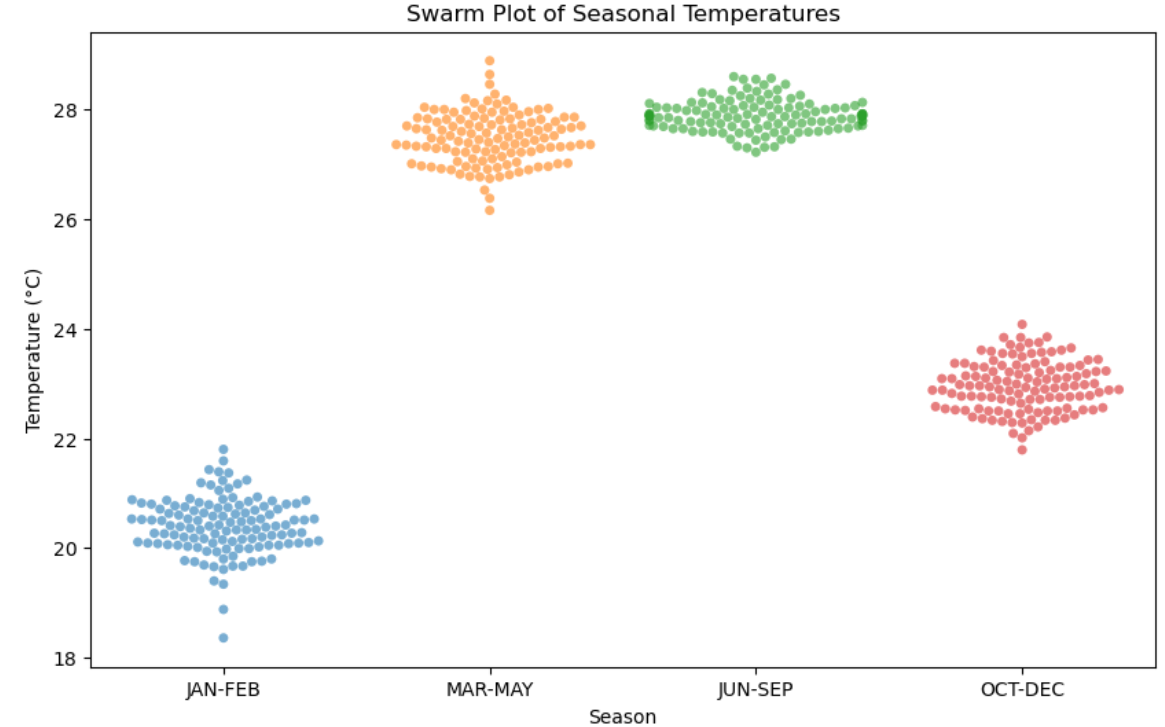 Swarm Plot of Seasonal Temperatures
Temperature (°C)
28
26
24
22
20
18
JAN-FEB
MAR-MAY
JUN-SEP
OCT-DEC
Season